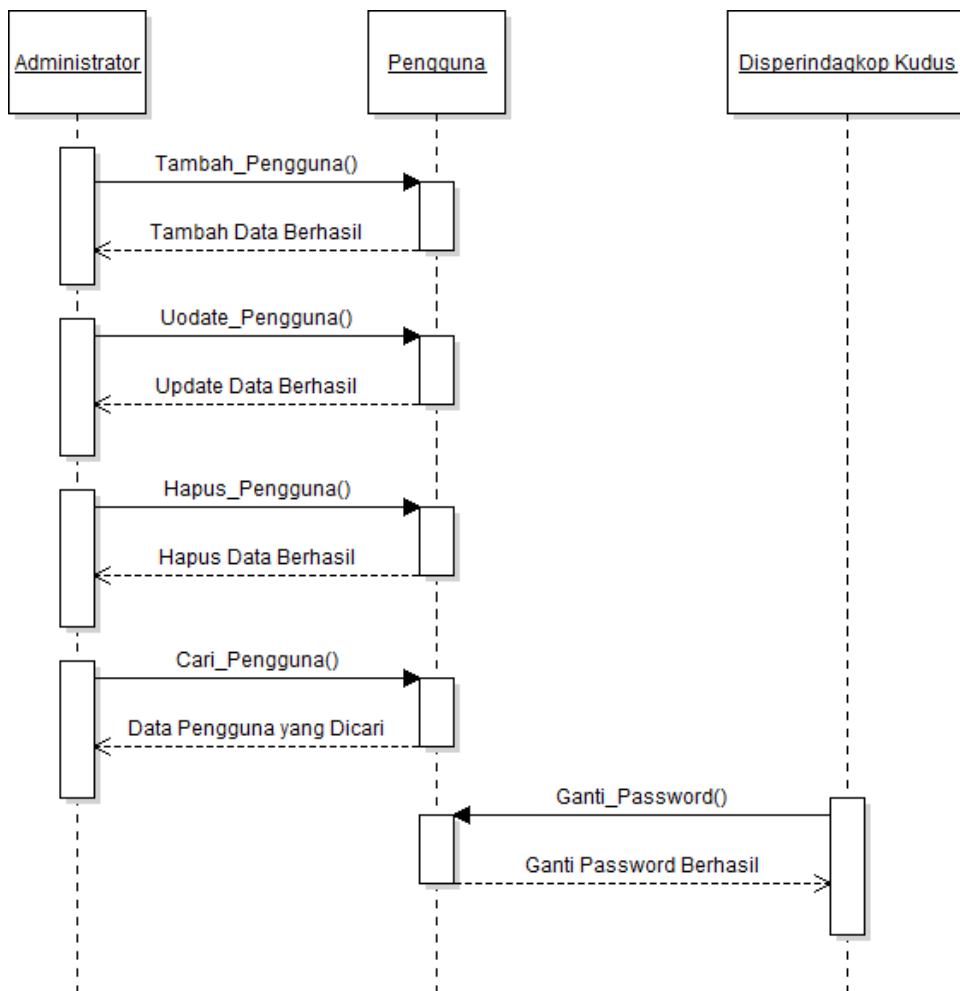 Administrator
Pengguna
Disperindagkop Kudus
Tambah_Pengguna()
Tambah Data Berhasil
Uodate_Pengguna()
Update Data Berhasil
Hapus_Pengguna()
Hapus Data Berhasil
Cari_Pengguna()
Data Pengguna yang Dicari
Ganti_Password()
Ganti Password Berhasil